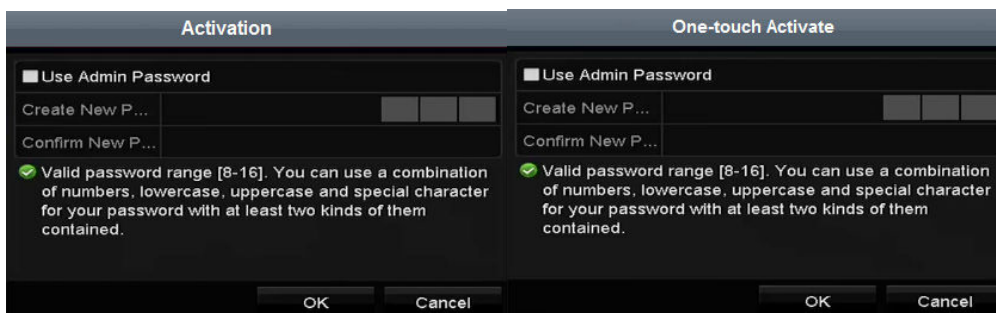 Activation
Use Admin Password
Create New P...
Confirm New P...
Valid password range [8-16]. You can use a combination
of numbers, lowercase, uppercase and special character
for your password with at least two kinds of them
contained.
OK Cancel
One-touch Activate
Use Admin Password
Create New P...
Confirm New P...
Valid password range [8-16]. You can use a combination
of numbers, lowercase, uppercase and special character
for your password with at least two kinds of them
contained.
OK Cancel